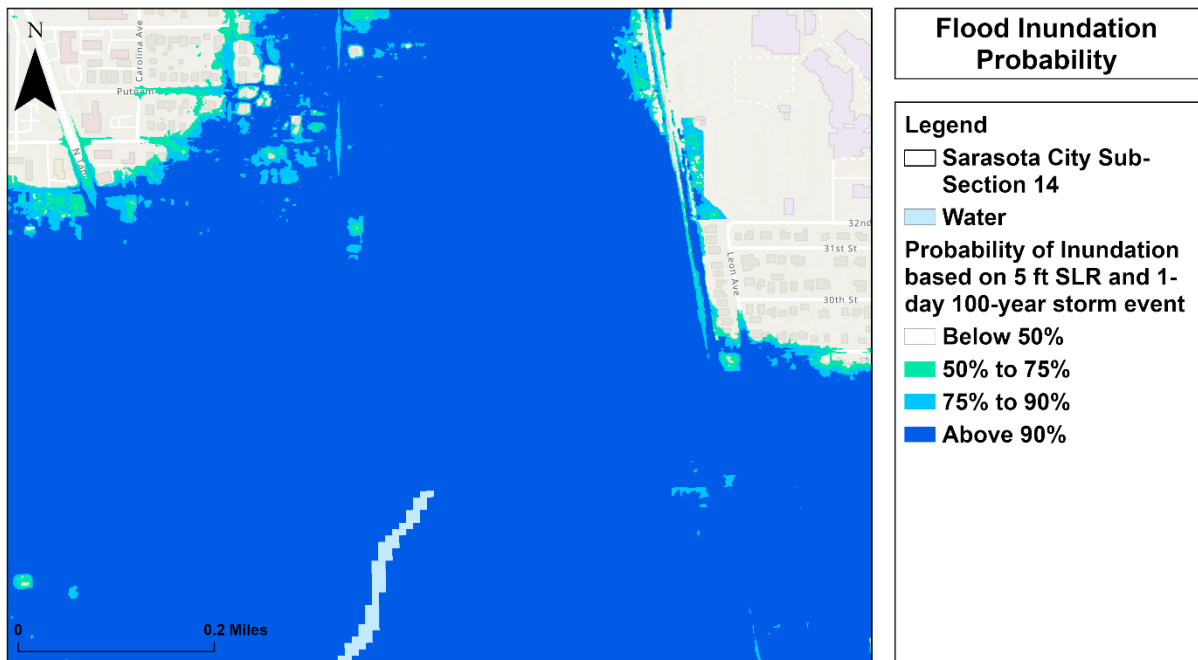 N
Carolina Ave
Putnam
N Tam
32nd
31st St
Leon Ave
30th St
0
0.2 Miles
Flood Inundation
Probability
Legend
Sarasota City Sub-
Section 14
Water
Probability of Inundation
based on 5 ft SLR and 1-
day 100-year storm event
Below 50%
50% to 75%
75% to 90%
Above 90%